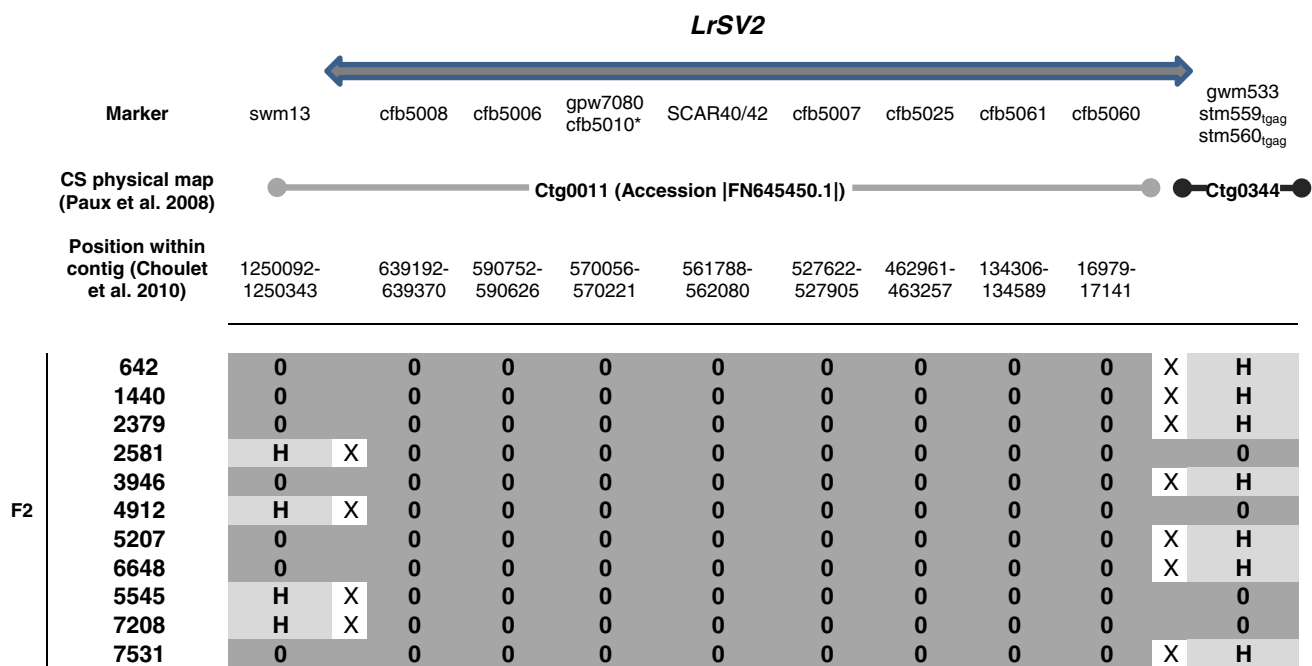 LrSV2
Marker swm13 cfb5008 cfb5006 gpw7080 cfb5010* SCAR40/42 cfb5007 cfb5025 cfb5061 cfb5060 gwm533 stm559tgag stm560tgag
CS physical map
(Paux et al. 2008)
Ctg0011 (Accession |FN645450.1|) Ctg0344
Position within
contig (Choulet
et al. 2010)
1250092- 639192- 590752- 570056- 561788- 527622- 462961- 134306- 16979-
1250343 639370 590626 570221 562080 527905 463257 134589 17141
F2
642 0 0 0 0 0 0 0 0 0 X H
1440 0 0 0 0 0 0 0 0 0 X H
2379 0 0 0 0 0 0 0 0 0 X H
2581 H X 0 0 0 0 0 0 0 0 0
3946 0 0 0 0 0 0 0 0 0 X H
4912 H X 0 0 0 0 0 0 0 0 0
5207 0 0 0 0 0 0 0 0 0 X H
6648 0 0 0 0 0 0 0 0 0 X H
5545 H X 0 0 0 0 0 0 0 0 0
7208 H X 0 0 0 0 0 0 0 0 0
7531 0 0 0 0 0 0 0 0 0 X H